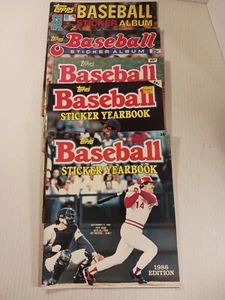 Topps
BASEBALL
STICKER ALBUM
Topps
Baseball
STICKER ALBUM
Topps
Baseball
Topps
Baseball
STICKER YEARBOOK
Topps
Baseball
STICKER YEARBOOK
14
1986
EDITION